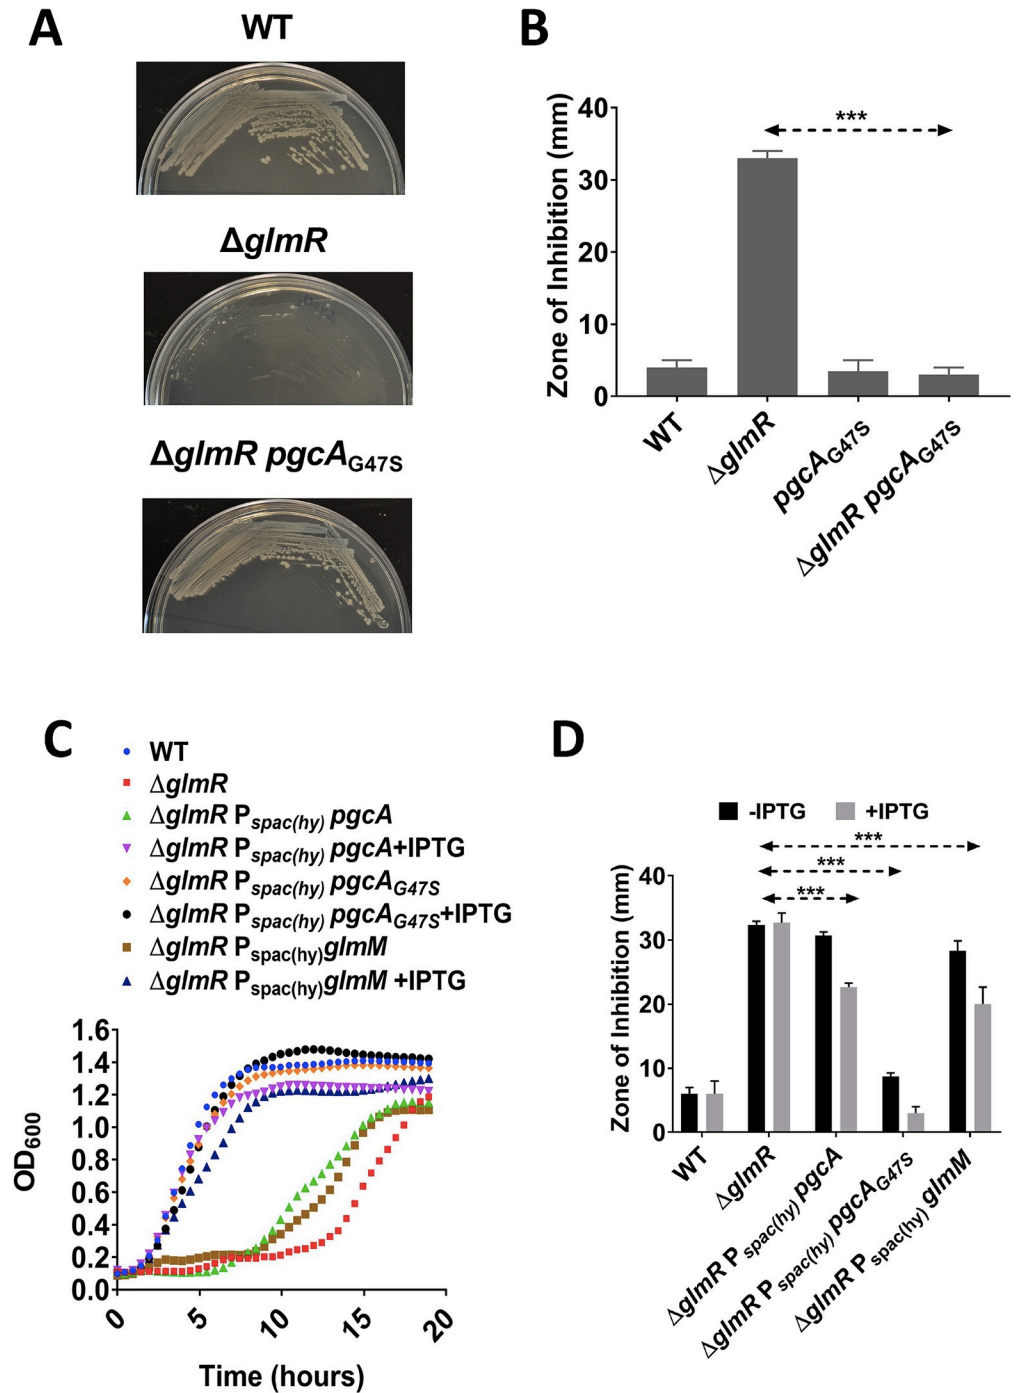 A
WT
ΔglmR
ΔglmR pgcAG47S
B
Zone of Inhibition (mm)
40
30
20
10
0
***
WT
ΔglmR
pgcAG47S
ΔglmR pgcAG47S
C
WT
ΔglmR
ΔglmR Pspac(hy) pgcA
ΔglmR Pspac(hy) pgcA+IPTG
ΔglmR Pspac(hy) pgcAG47S
ΔglmR Pspac(hy) pgcAG47S+IPTG
ΔglmR Pspac(hy)glmM
ΔglmR Pspac(hy)glmM +IPTG
OD600
1.6
1.4
1.2
1.0
0.8
0.6
0.4
0.2
0.0
0 5 10 15 20
Time (hours)
D
-IPTG +IPTG
***
***
***
Zone of Inhibition (mm)
40
30
20
10
0
WT
ΔglmR
ΔglmR Pspac(hy) pgcA
ΔglmR Pspac(hy) pgcAG47S
ΔglmR Pspac(hy) glmM